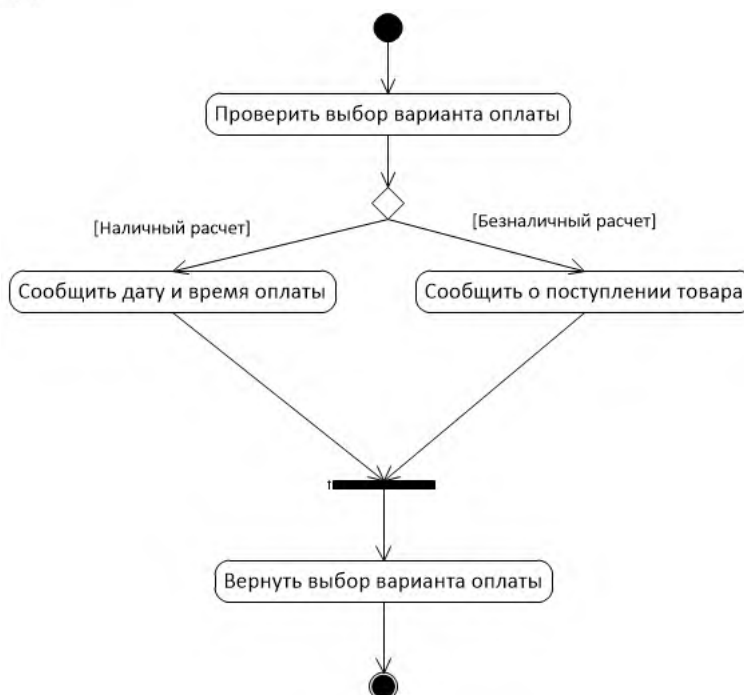 Проверить выбор варианта оплаты
[Наличный расчет]
[Безналичный расчет]
Сообщить дату и время оплаты
Сообщить о поступлении товара
Вернуть выбор варианта оплаты